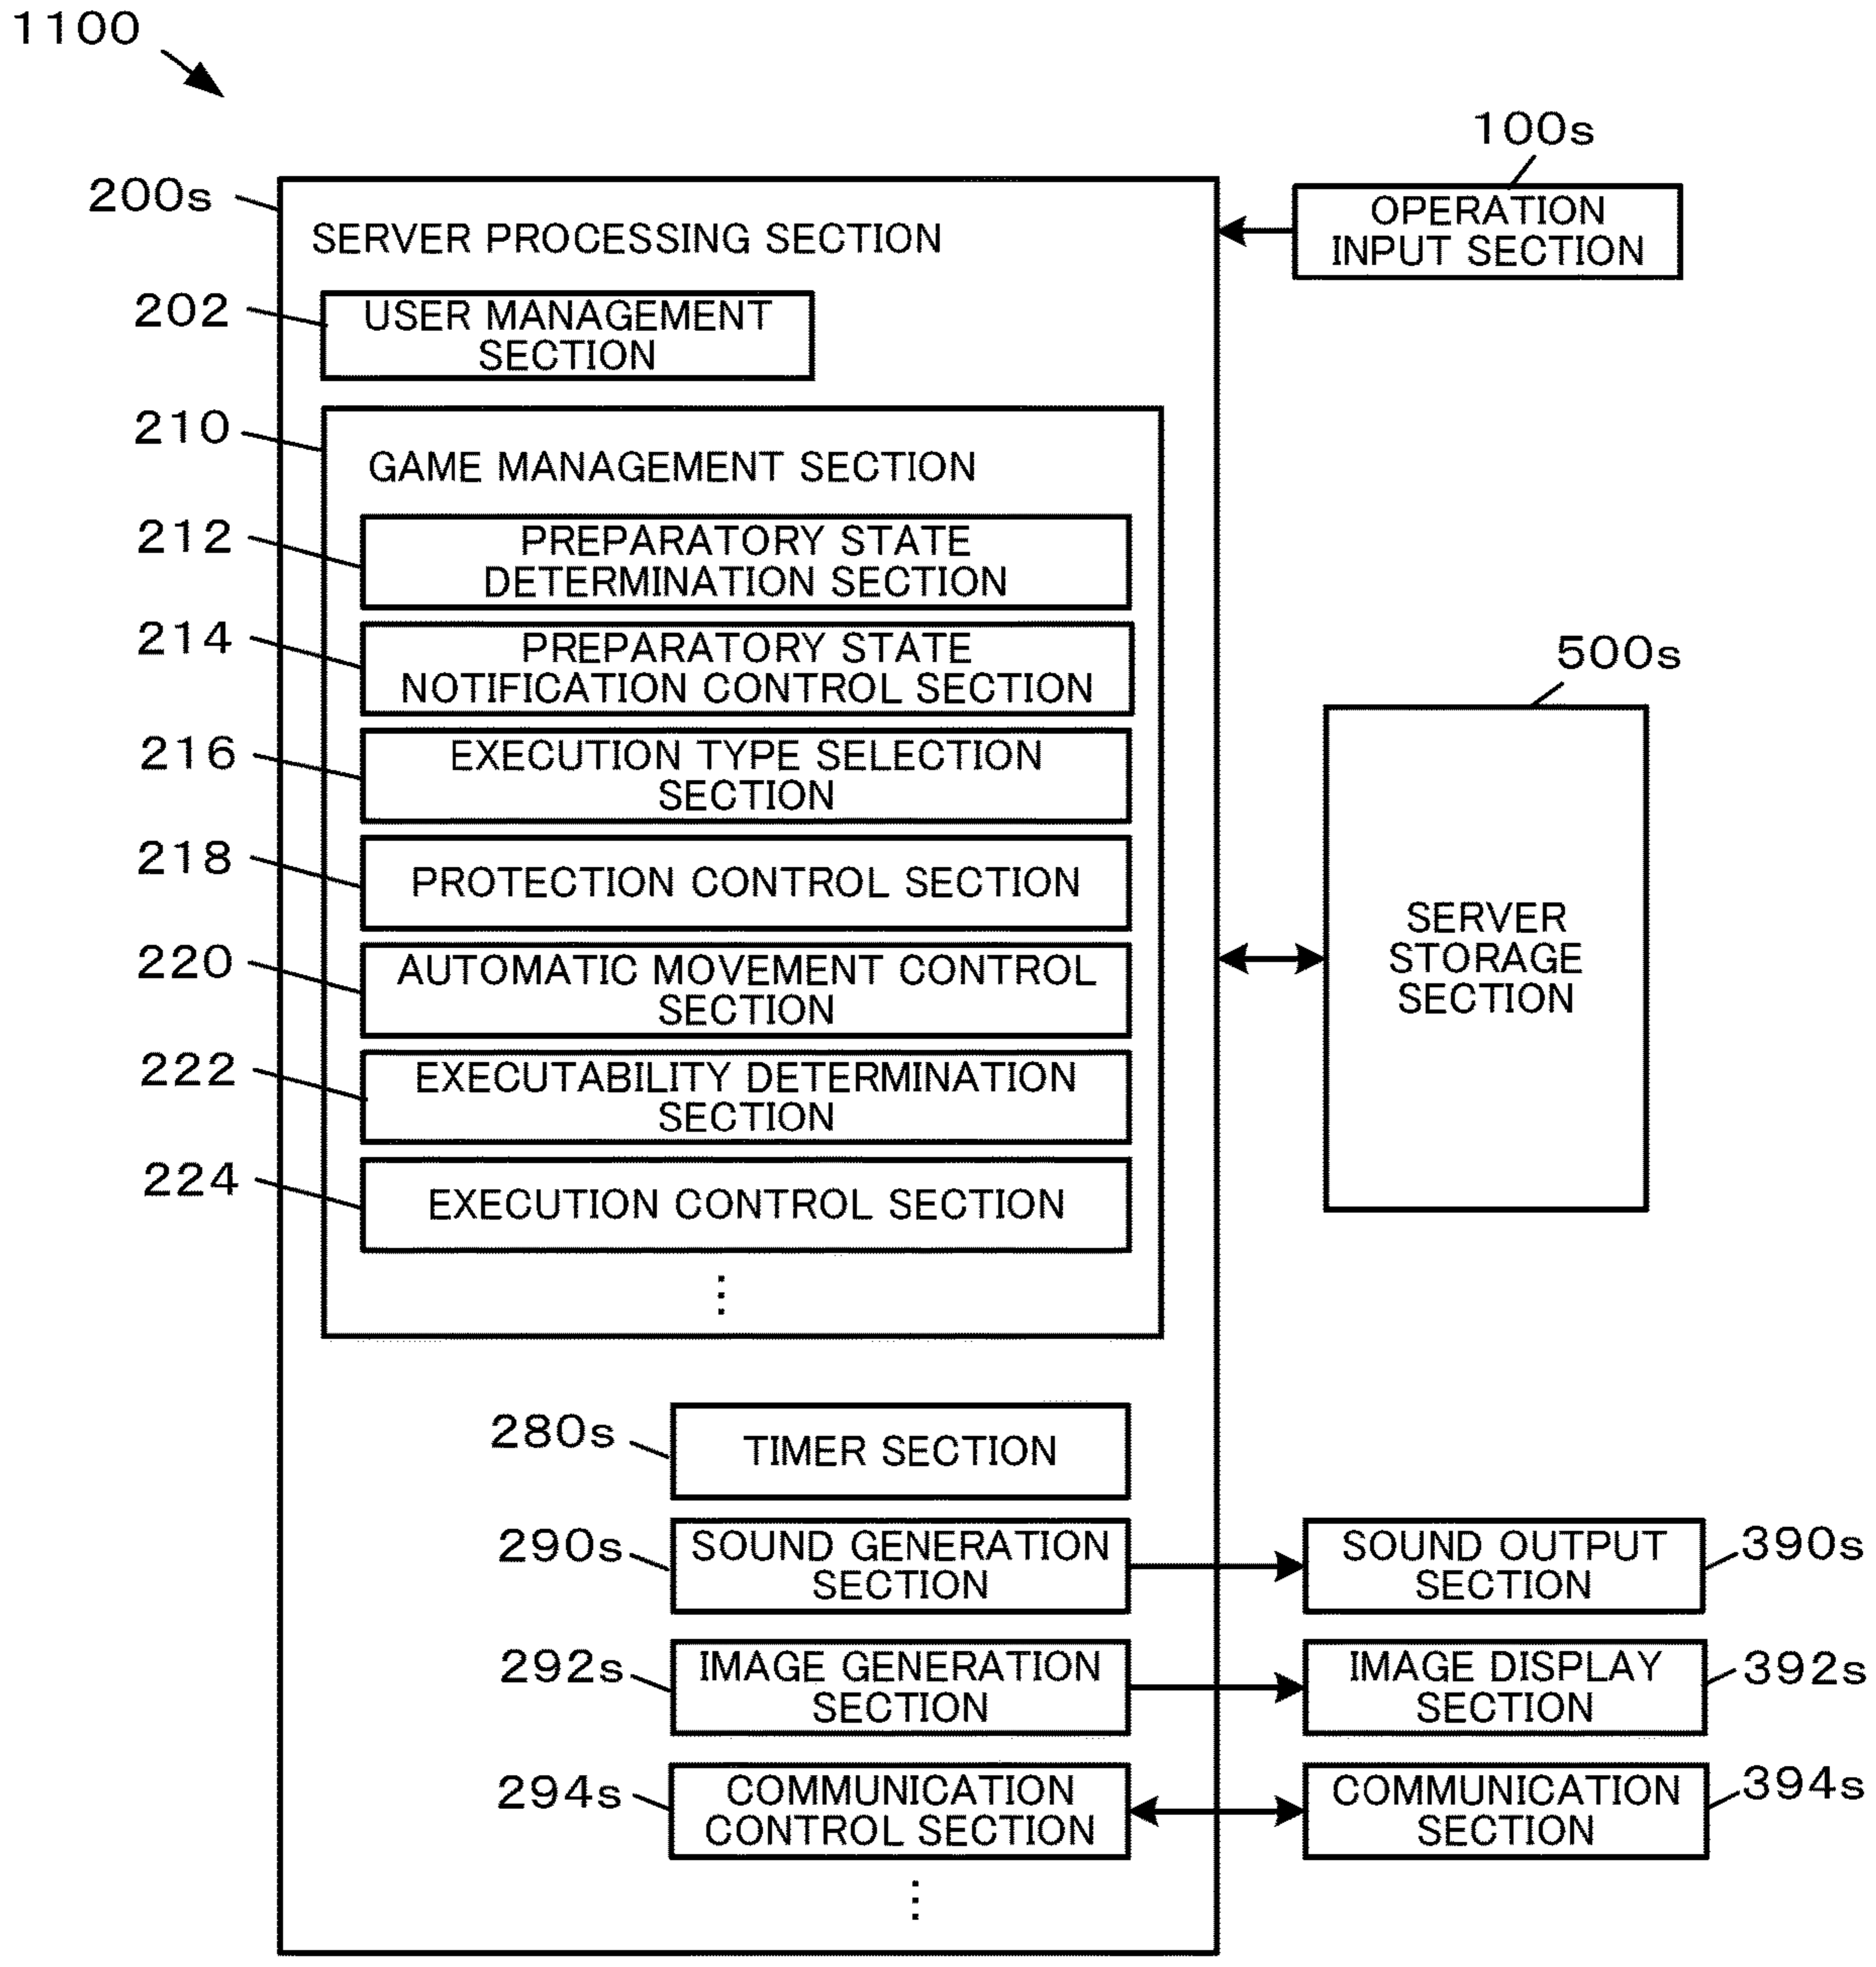 1100
100s
OPERATION
INPUT SECTION
200s
SERVER PROCESSING SECTION
202
USER MANAGEMENT
SECTION
210
GAME MANAGEMENT SECTION
212
PREPARATORY STATE
DETERMINATION SECTION
214
PREPARATORY STATE
NOTIFICATION CONTROL SECTION
216
EXECUTION TYPE SELECTION
SECTION
218
PROTECTION CONTROL SECTION
220
AUTOMATIC MOVEMENT CONTROL
SECTION
222
EXECUTABILITY DETERMINATION
SECTION
224
EXECUTION CONTROL SECTION
500s
SERVER
STORAGE
SECTION
280s
TIMER SECTION
290s
SOUND GENERATION
SECTION
SOUND OUTPUT
SECTION
390s
292s
IMAGE GENERATION
SECTION
IMAGE DISPLAY
SECTION
392s
294s
COMMUNICATION
CONTROL SECTION
COMMUNICATION
SECTION
394s